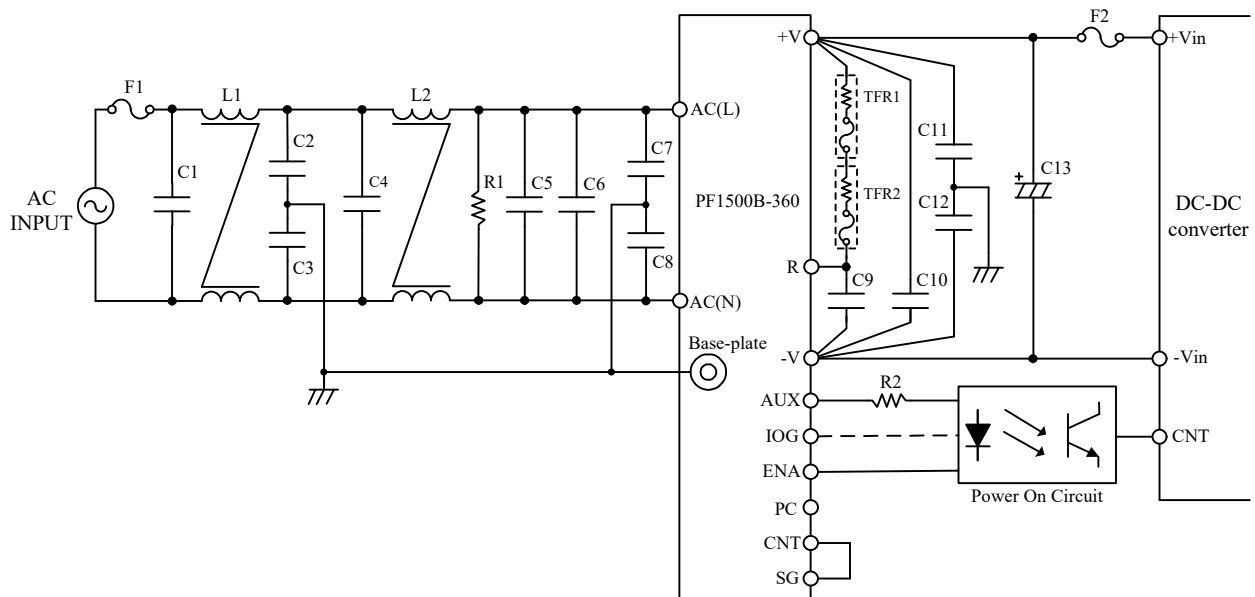 F1
L1
L2
AC
INPUT
C1
C2
C3
C4
R1
C5
C6
C7
C8
AC(L)
AC(N)
Base-plate
PF1500B-360
+V
R
-V
AUX
IOG
ENA
PC
CNT
SG
TFR1
TFR2
C9
C10
C11
C12
+
C13
F2
+Vin
-Vin
CNT
DC-DC
converter
R2
Power On Circuit